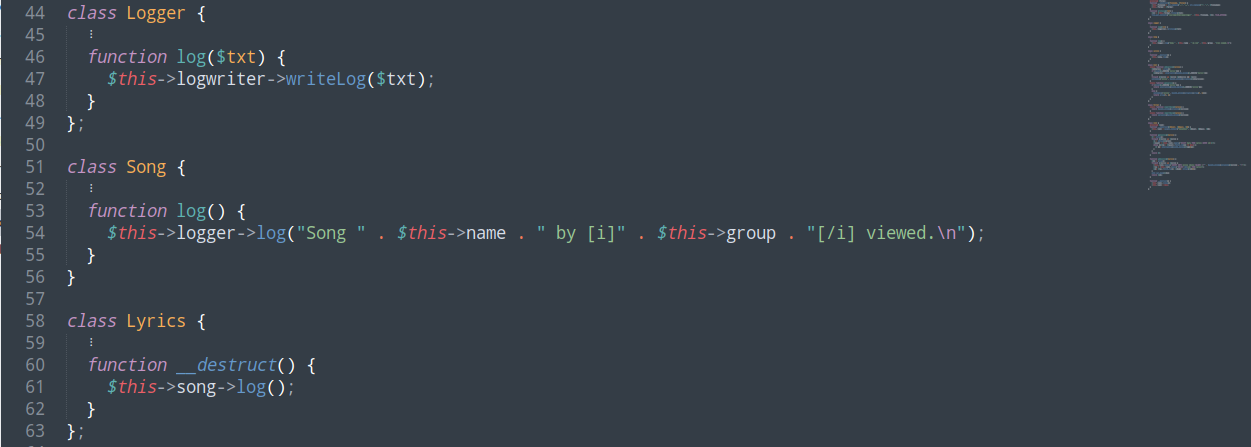 44 class Logger {
45 ⋮
46 function log($txt) {
47 $this->logwriter->writeLog($txt);
48 }
49 };
50
51 class Song {
52 ⋮
53 function log() {
54 $this->logger->log("Song " . $this->name . " by [i]" . $this->group . "[/i] viewed.\n");
55 }
56 }
57
58 class Lyrics {
59 ⋮
60 function __destruct() {
61 $this->song->log();
62 }
63 };